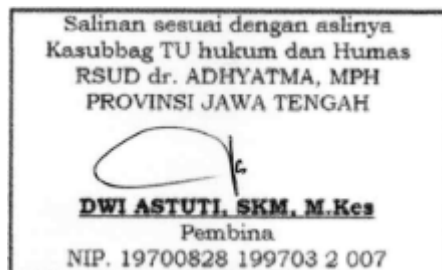 Salinan sesuai dengan aslinya
Kasubbag TU hukum dan Humas
RSUD dr. ADHYATMA, MPH
PROVINSI JAWA TENGAH
DWI ASTUTI, SKM, M.Kes
Pembina
NIP. 19700828 199703 2 007